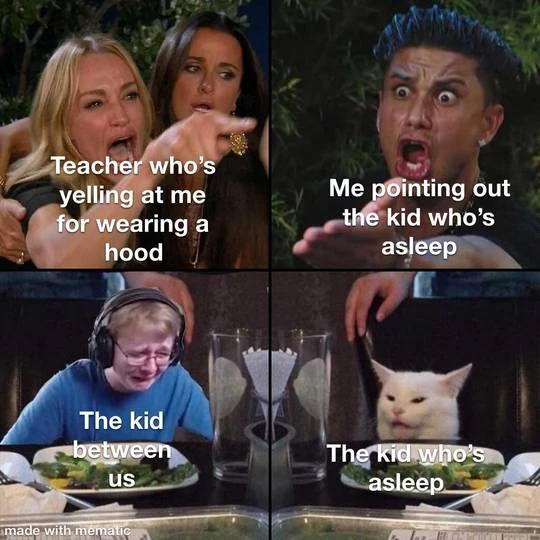 Teacher who's
yelling at me
for wearing a
hood
Me pointing out
the kid who's
asleep
The kid
between
us
The kid who's
asleep
made with mematic